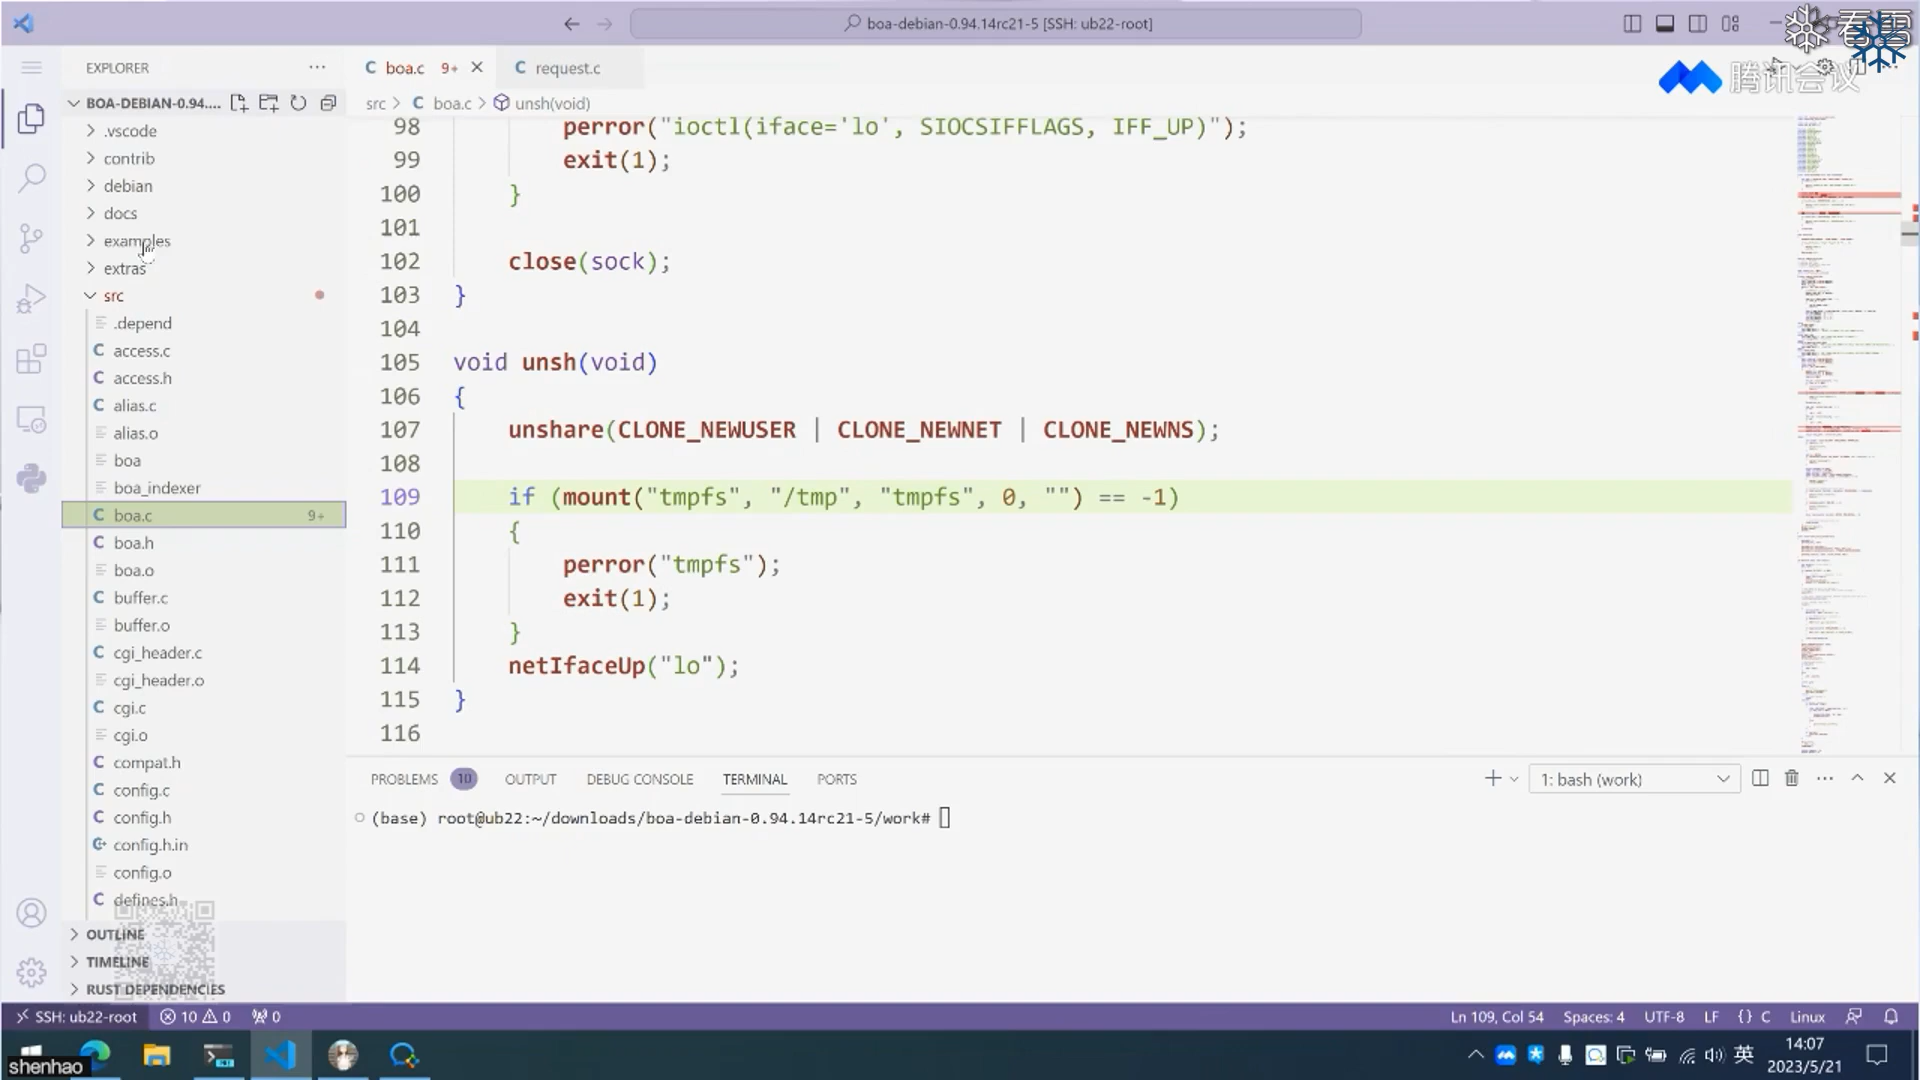 boa-debian-0.94.14rc21-5 [SSH: ub22-root]
看雪
腾讯会议
EXPLORER
boa.c 9+
request.c
BOA-DEBIAN-0.94....
src > C boa.c > unsh(void)
.vscode
contrib
debian
docs
examples
extras
src
.depend
C access.c
C access.h
C alias.c
alias.o
boa
boa_indexer
C boa.c 9+
C boa.h
boa.o
C buffer.c
buffer.o
C cgi_header.c
cgi_header.o
C cgi.c
cgi.o
C compat.h
C config.c
C config.h
config.h.in
config.o
C defines.h
OUTLINE
TIMELINE
RUST DEPENDENCIES
98 perror("ioctl(iface='lo', SIOCSIFFLAGS, IFF_UP)");
99 exit(1);
100 }
101
102 close(sock);
103 }
104
105 void unsh(void)
106 {
107 unshare(CLONE_NEWUSER | CLONE_NEWNET | CLONE_NEWNS);
108
109 if (mount("tmpfs", "/tmp", "tmpfs", 0, "") == -1)
110 {
111 perror("tmpfs");
112 exit(1);
113 }
114 netIfaceUp("lo");
115 }
116
PROBLEMS 10 OUTPUT DEBUG CONSOLE TERMINAL PORTS
1: bash (work)
(base) root@ub22:~/downloads/boa-debian-0.94.14rc21-5/work#
SSH: ub22-root 10 0 0
Ln 109, Col 54 Spaces: 4 UTF-8 LF {} C Linux
shenhao
英
14:07
2023/5/21